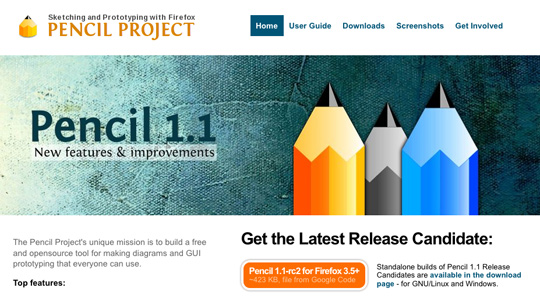 Sketching and Prototyping with Firefox
PENCIL PROJECT
Home User Guide Downloads Screenshots Get Involved
Pencil 1.1
New features & improvements
The Pencil Project's unique mission is to build a free
and opensource tool for making diagrams and GUI
prototyping that everyone can use.
Top features:
Get the Latest Release Candidate:
Pencil 1.1-rc2 for Firefox 3.5+
~423 KB, file from Google Code
Standalone builds of Pencil 1.1 Release
Candidates are available in the download
page - for GNU/Linux and Windows.